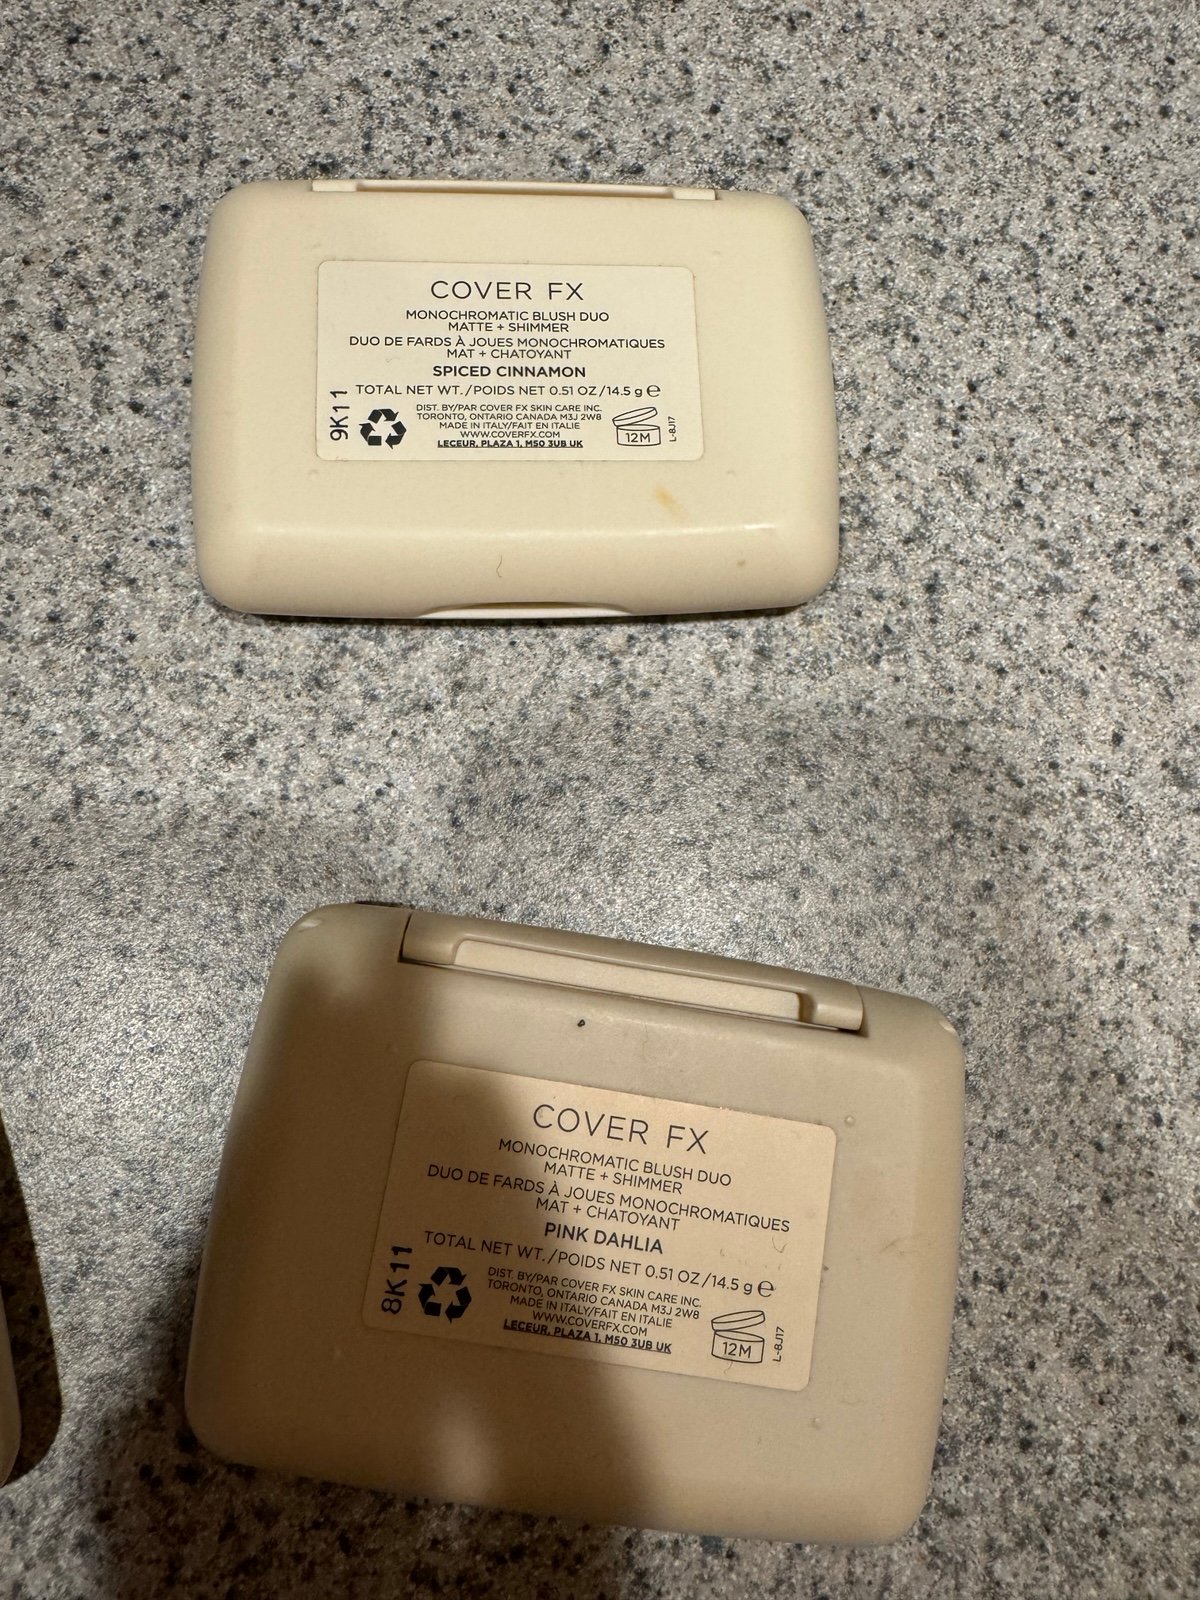 COVER FX
MONOCHROMATIC BLUSH DUO
MATTE + SHIMMER
DUO DE FARDS À JOUES MONOCHROMATIQUES
MAT + CHATOYANT
SPICED CINNAMON
TOTAL NET WT./POIDS NET 0.51 OZ/14.5 g ℮
9K11
DIST. BY/PAR COVER FX SKIN CARE INC.
TORONTO, ONTARIO CANADA M3J 2W8
MADE IN ITALY/FAIT EN ITALIE
WWW.COVERFX.COM
LECEUR, PLAZA 1, M50 3UB UK
12M
L-8J17
COVER FX
MONOCHROMATIC BLUSH DUO
MATTE + SHIMMER
DUO DE FARDS À JOUES MONOCHROMATIQUES
MAT + CHATOYANT
PINK DAHLIA
TOTAL NET WT./POIDS NET 0.51 OZ/14.5 g ℮
8K11
DIST. BY/PAR COVER FX SKIN CARE INC.
TORONTO, ONTARIO CANADA M3J 2W8
MADE IN ITALY/FAIT EN ITALIE
WWW.COVERFX.COM
LECEUR, PLAZA 1, M50 3UB UK
12M
L-8J17